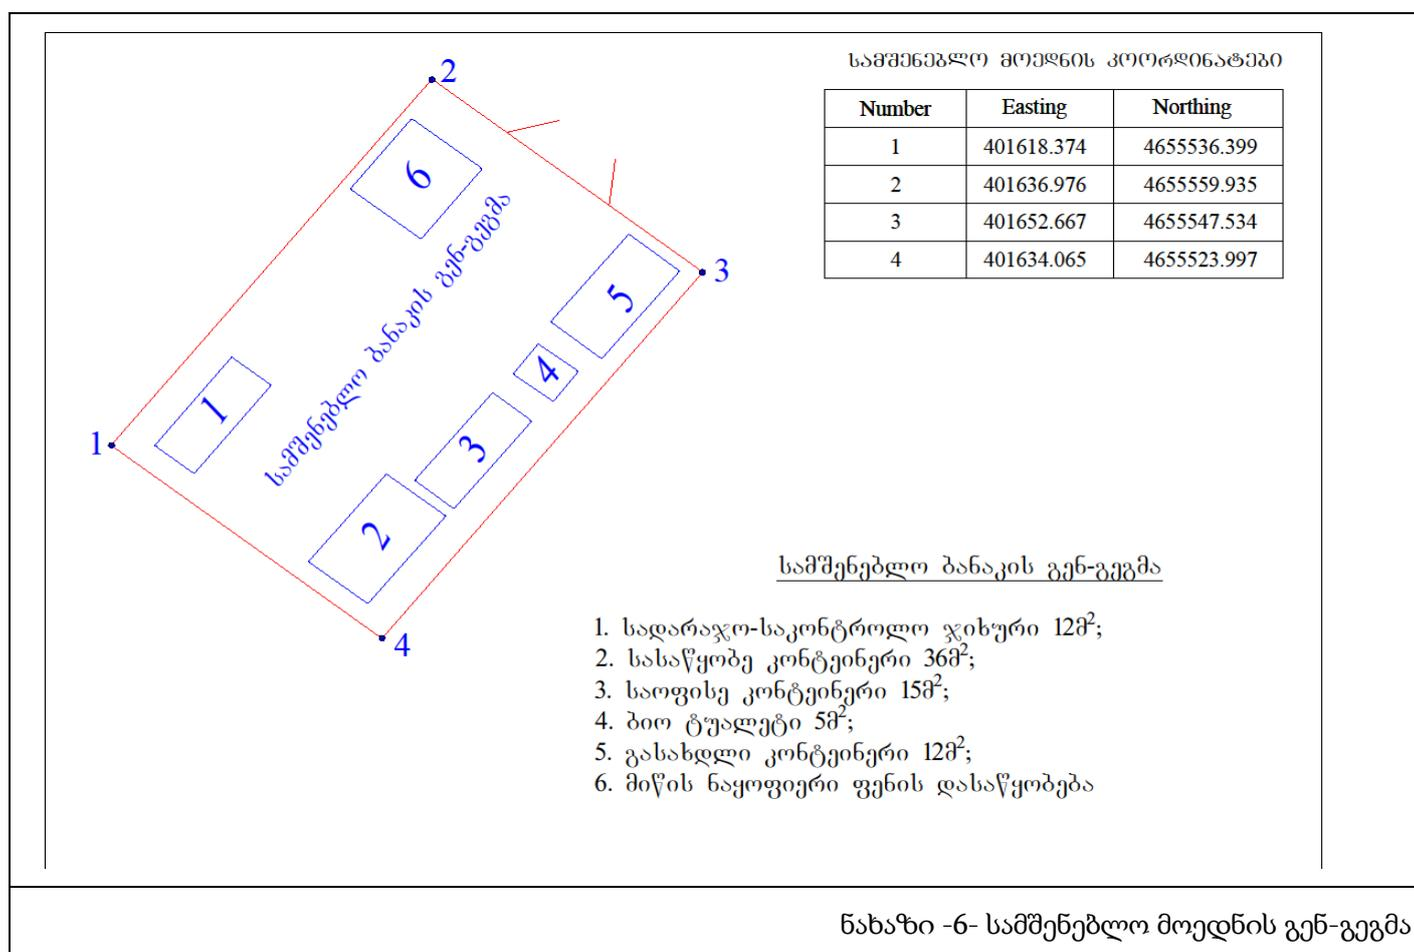 სამშენებლო მოედნის კოორდინატები
Number Easting Northing
1 401618.374 4655536.399
2 401636.976 4655559.935
3 401652.667 4655547.534
4 401634.065 4655523.997
2
6
3
5
4
1
1
3
2
4
სამშენებლო ბანაკის გენ-გეგმა
სამშენებლო ბანაკის გენ-გეგმა
1. სადარაჯო-საკონტროლო ჯიხური 12მ²;
2. სასაწყობე კონტეინერი 36მ²;
3. საოფისე კონტეინერი 15მ²;
4. ბიო ტუალეტი 5მ²;
5. გასახდლი კონტეინერი 12მ²;
6. მიწის ნაყოფიერი ფენის დასაწყობება
ნახაზი -6- სამშენებლო მოედნის გენ-გეგმა